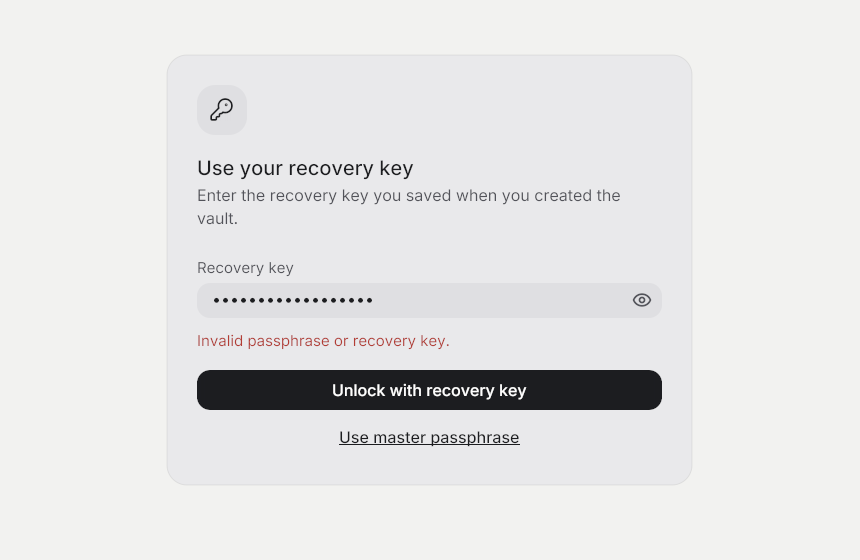 Use your recovery key
Enter the recovery key you saved when you created the
vault.
Recovery key
••••••••••••••••••
Invalid passphrase or recovery key.
Unlock with recovery key
Use master passphrase